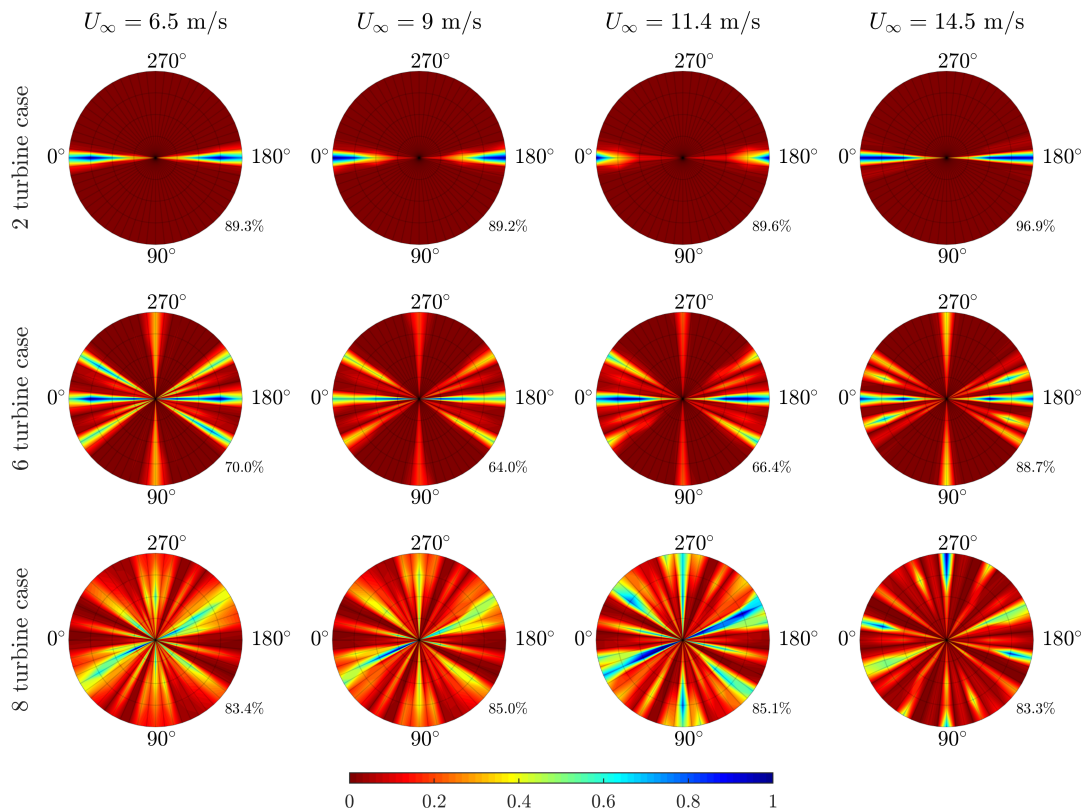 U∞ = 6.5 m/s U∞ = 9 m/s U∞ = 11.4 m/s U∞ = 14.5 m/s
2 turbine case
270° 270° 270° 270°
0° 180° 0° 180° 0° 180° 0° 180°
89.3% 89.2% 89.6% 96.9%
90° 90° 90° 90°
6 turbine case
270° 270° 270° 270°
0° 180° 0° 180° 0° 180° 0° 180°
70.0% 64.0% 66.4% 88.7%
90° 90° 90° 90°
8 turbine case
270° 270° 270° 270°
0° 180° 0° 180° 0° 180° 0° 180°
83.4% 85.0% 85.1% 83.3%
90° 90° 90° 90°
0 0.2 0.4 0.6 0.8 1